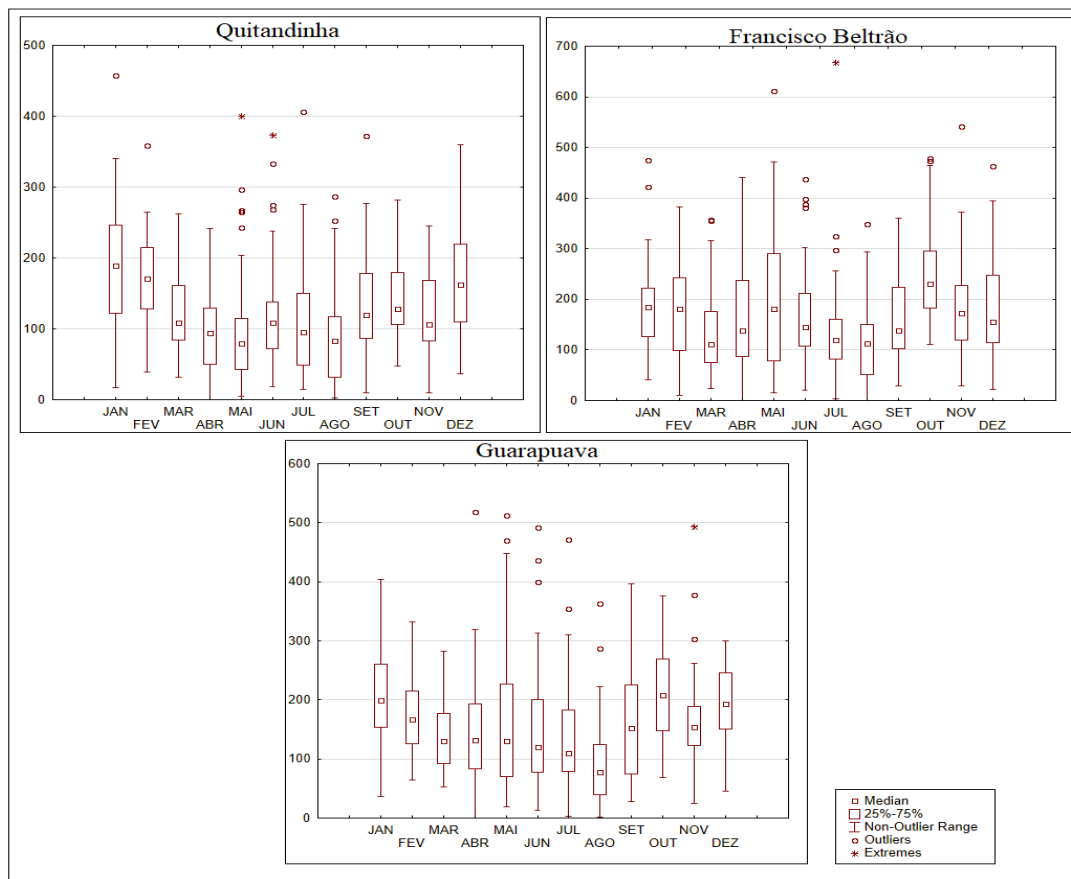 Quitandinha
500
400
300
200
100
0
JAN MAR MAI JUL SET NOV
FEV ABR JUN AGO OUT DEZ
Francisco Beltrão
700
600
500
400
300
200
100
0
JAN MAR MAI JUL SET NOV
FEV ABR JUN AGO OUT DEZ
Guarapuava
600
500
400
300
200
100
0
JAN MAR MAI JUL SET NOV
FEV ABR JUN AGO OUT DEZ
Median
25%-75%
Non-Outlier Range
Outliers
Extremes